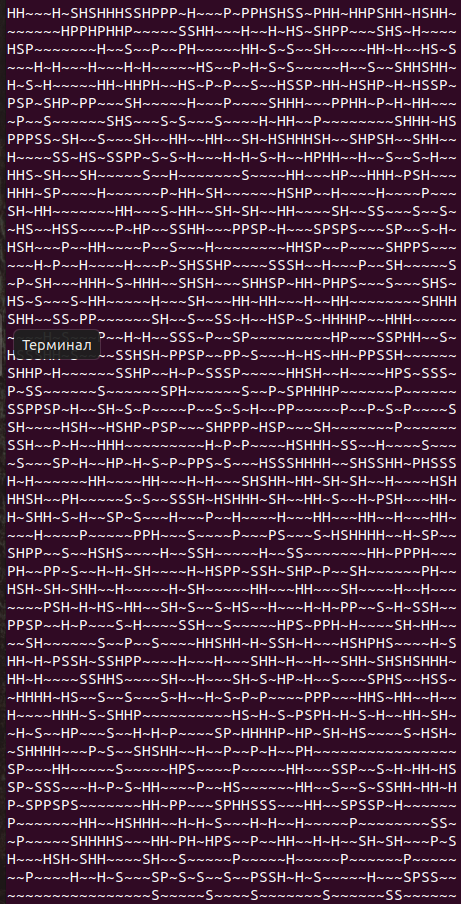 HH~~~H~SHSHHHSSHPPP~H~~~P~PPHSHSS~PHH~HHPSHH~HSHH~
~~~~~~HPPHPHHP~~~~~SSHH~~~H~~H~HS~SHPP~~~SHS~H~~~~
HSP~~~~~~~H~~S~~P~~PH~~~~~HH~S~~S~~SH~~~~HH~H~~HS~S
~~~H~H~~~H~~~H~H~~~~~HS~~P~H~S~~S~~~~~H~~S~~SHHSHH~
H~S~H~~~~~HH~HHPH~~HS~P~P~~S~~HSSP~HH~HSHP~H~HSSP~
PSP~SHP~PP~~~SH~~~~~H~~~P~~~~SHHH~~~PPHH~P~H~HH~~~
~P~~S~~~~~~SHS~~~S~S~~~S~~~~H~HH~~P~~~~~~~~SHHH~HS
PPPSS~SH~~S~~~SH~~HH~~HH~~SH~HSHHHSH~~SHPSH~~SHH~~
H~~~~SS~HS~SSPP~S~S~H~~~H~H~S~H~~HPHH~~H~~S~~S~H~~
HHS~SH~~SH~~~~~S~~H~~~~~~~S~~~~HH~~~HP~~HHH~PSH~~~
HHH~SP~~~~H~~~~~~P~HH~SH~~~~~~HSHP~~H~~~~H~~~~P~~~
SH~HH~~~~~~~HH~~~S~HH~SH~SH~~HH~~~~SH~~SS~~~S~~S~
~HS~~HSS~~~~P~HP~~SSHH~~~PPSP~H~~~SPSPS~~~SP~~S~H~
HSH~~~P~~HH~~~~P~~S~~~H~~~~~~~~HHSP~~P~~~~SHPPS~~~
~~~H~P~~H~~~~H~~~P~SHSSHP~~~~SSSH~~H~~~P~~SH~~~~~S
~P~SH~~~HHH~S~HHH~~SHSH~~~SHHSP~HH~PHPS~~~S~~~SHS~
HS~S~~~S~HH~~~~~H~~~SH~~~HH~HH~~~H~~HH~~~~~~~~SHHH
SHH~~SS~PP~~~~~~SH~~S~~SS~~H~~HSP~S~HHHHP~~HHH~~~~
Терминал
SHHP~H~~~~~~SSHP~~H~P~SSSP~~~~~HHSH~~H~~~~~HPS~SSS~
P~SS~~~~~~S~~~~~~SPH~~~~~~S~~P~SPHHHP~~~~~P~~~~~~~
SSPPSP~H~~SH~S~P~~~~P~~S~S~H~~PP~~~~~P~~P~S~P~~~~S
SH~~~~HSH~~HSHP~PSP~~~SHPPP~HSP~~~SH~~~~~~~P~~~~~~
SSH~~P~H~~HHH~~~~~~~~~H~P~P~~~~HSHHH~SS~~H~~~~S~~~
~S~~~SP~H~~HP~H~S~P~PPS~S~~~HSSSHHHH~~SHSSHH~PHSSS
H~H~~~~~~HH~~~HH~~~H~H~~~SHSHH~HH~SH~SH~~H~~~~~HSH
HHSH~~PH~~~~~S~S~~SSSH~HSHHH~SH~~HH~~S~~H~PSH~~HH~
H~SHH~S~H~~SP~S~~~H~~~P~~H~~~~H~~~HH~~HH~~H~~~HH~
~~~H~~~~P~~~~~PPH~~~S~~~~P~~~PS~~~S~HSHHHH~~H~SP~~
SHPP~~S~~HSHS~~~~H~~SSH~~~~~H~~SS~~~~~~~HH~PPPH~~~
PH~~PP~S~~H~H~SH~~~~H~HSPP~SSH~SHP~P~~SH~~~~~~PH~~
HSH~SH~SHH~~H~~~~~H~SH~~~~HH~~~HH~~~SH~~~~H~~H~~~~
~~~~PSH~H~HS~HH~~SH~S~~S~HS~~H~~~H~H~PP~~S~H~SSH~~
PPSP~~H~P~~~S~H~~~~SSH~~S~~~~~HPS~PPH~H~~~~SH~HH~~
~~SH~~~~~~S~~P~~S~~~~HHSHH~H~SSH~H~~~HSHPHS~~~~H~S
HH~H~PSSH~SSHPP~~~~H~~~H~~~SHH~H~~H~~SHH~SHSHSHHH~
HH~H~~~~SSHHS~~~~SH~~H~~~SH~S~HP~H~~S~~~SPHS~~HSS~
~HHHH~HS~~S~~S~~~S~H~~H~S~P~P~~~~PPP~~~HHS~HH~~H~~
H~~~~HHH~S~SHHP~~~~~~~~~~HS~H~S~PSPH~H~S~H~~HH~SH~
~H~S~~HP~~~S~~H~H~P~~~~~SP~HHHHP~HP~SH~HS~~~~S~HSH~
~SHHHH~~~P~S~~SHSHH~~H~~P~~P~H~~PH~~~~~~~~~~~~~~~~
SP~~~HH~~~~~S~~~~~HPS~~~~P~~~~~HH~~~SSP~~S~H~HH~HS
SP~SSS~~~H~P~S~HH~~~~P~~HS~~~~~~HH~~S~~S~SSHH~HH~H
P~SPPSPS~~~~~~~HH~PP~~~SPHHSSS~~~HH~~SPSSP~H~~~~~~
P~~~~~~~HH~~HSHHH~~H~H~S~~~H~H~~H~~~~~P~~~~~~~~SS~
~P~~~~~SHHHHS~~~HH~PH~HPS~~P~~HH~~H~H~~SH~SH~~~P~S
H~~~HSH~SHH~~~~SH~~S~~~~~P~~~~~H~~~~~P~~~~~~P~~~~~
~~P~~~~H~~H~S~~~SP~S~S~~S~~PSSH~H~S~~~~~H~~~~SPS~~
~~~~~~~~~~~~~~~~S~~~~~S~~~~S~~~~~~~S~~~~~~SS~~~~~~